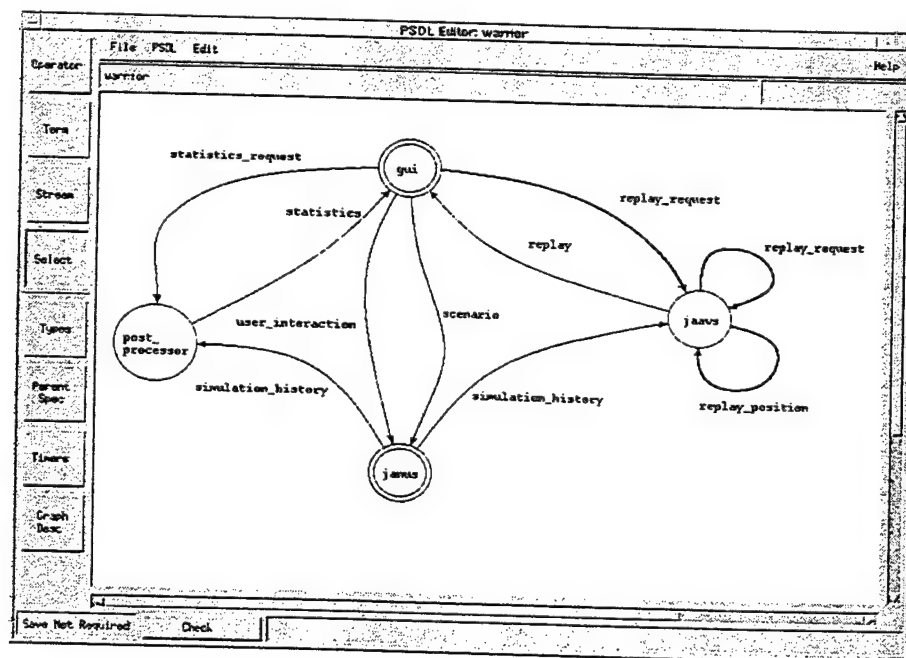 PSDL Editor: warrior
File PSDL Edit
Help
warrior
Operator
Term
Stream
Select
Types
Parent
Spec
Timers
Graph
Desc
statistics_request
gui
replay_request
statistics
replay
replay_request
user_interaction
scenario
jaavs
post_
processor
simulation_history
simulation_history
replay_position
janus
Save Not Required
Check